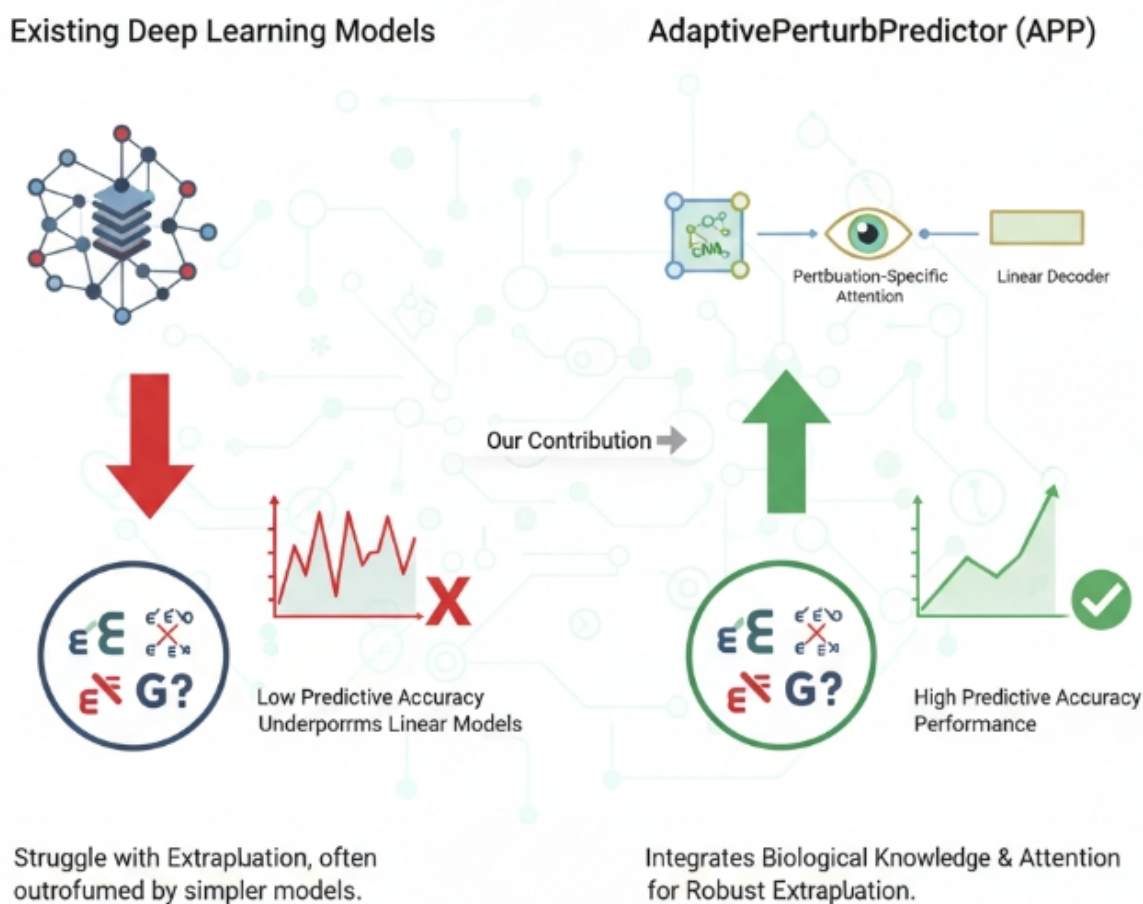 Existing Deep Learning Models
AdaptivePerturbPredictor (APP)
Pertbuation-Specific
Attention
Linear Decoder
Our Contribution
X
G?
G?
Low Predictive Accuracy
Underporrms Linear Models
High Predictive Accuracy
Performance
Struggle with Extrapluation, often
outrofumed by simpler models.
Integrates Biological Knowledge & Attention
for Robust Extrapluation.